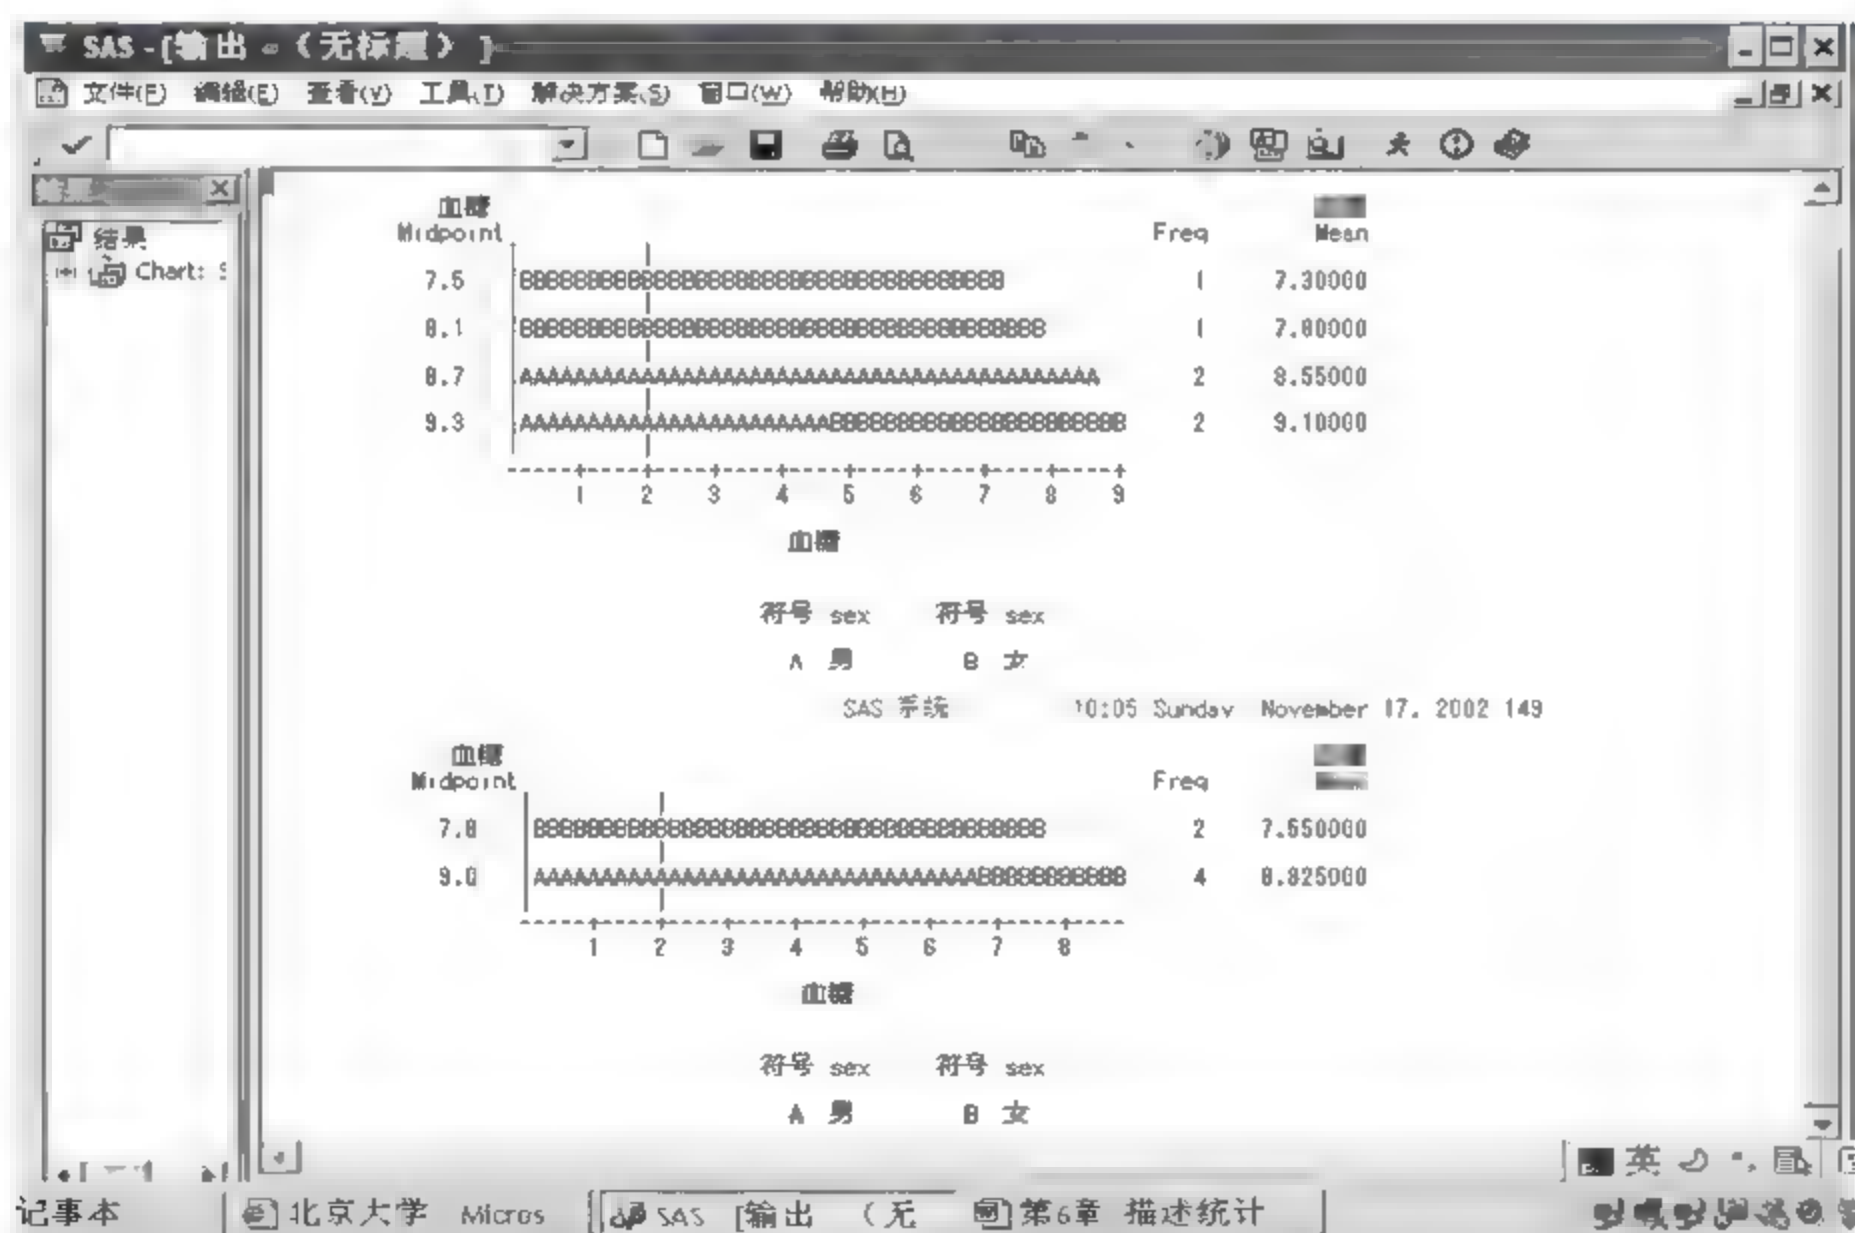 SAS - [输出 - (无标题) ]
文件(F) 编辑(E) 查看(V) 工具(T) 解决方案(S) 窗口(W) 帮助(H)
结果
Chart: S
血糖
Midpoint Freq Mean
7.5 BBBBBBBBBBBBBBBBBBBBBBBBBBBBBBBBBBBB 1 7.30000
8.1 BBBBBBBBBBBBBBBBBBBBBBBBBBBBBBBBBBBBBBB 1 7.80000
8.7 AAAAAAAAAAAAAAAAAAAAAAAAAAAAAAAAAAAAAAAAAAA 2 8.55000
9.3 AAAAAAAAAAAAAAAAAAAAAAABBBBBBBBBBBBBBBBBBBBBB 2 9.10000
1 2 3 4 5 6 7 8 9
血糖
符号 sex 符号 sex
A 男 B 女
SAS 系统 10:05 Sunday November 17, 2002 149
血糖
Midpoint Freq
7.8 BBBBBBBBBBBBBBBBBBBBBBBBBBBBBBBBBBBBBB 2 7.550000
9.0 AAAAAAAAAAAAAAAAAAAAAAAAAAAAAAAAABBBBBBBBBBB 4 8.825000
1 2 3 4 5 6 7 8
血糖
符号 sex 符号 sex
A 男 B 女
英
记事本 北京大学 Micros SAS [输出 (无 第6章 描述统计